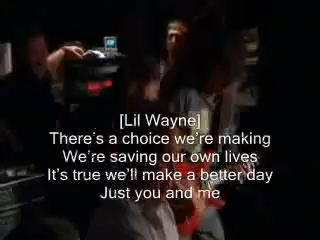 [Lil Wayne]
There's a choice we're making
We're saving our own lives
It's true we'll make a better day
Just you and me